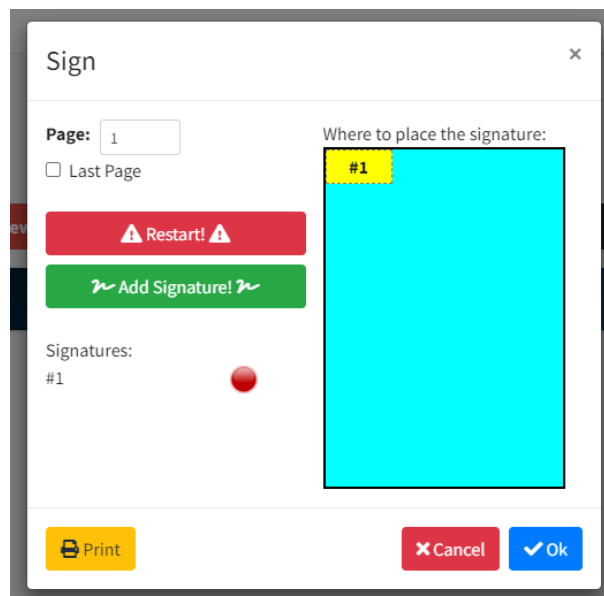 Sign
×
Page: 1
Last Page
Restart!
Add Signature!
Signatures:
#1
Where to place the signature:
#1
Print
Cancel
Ok